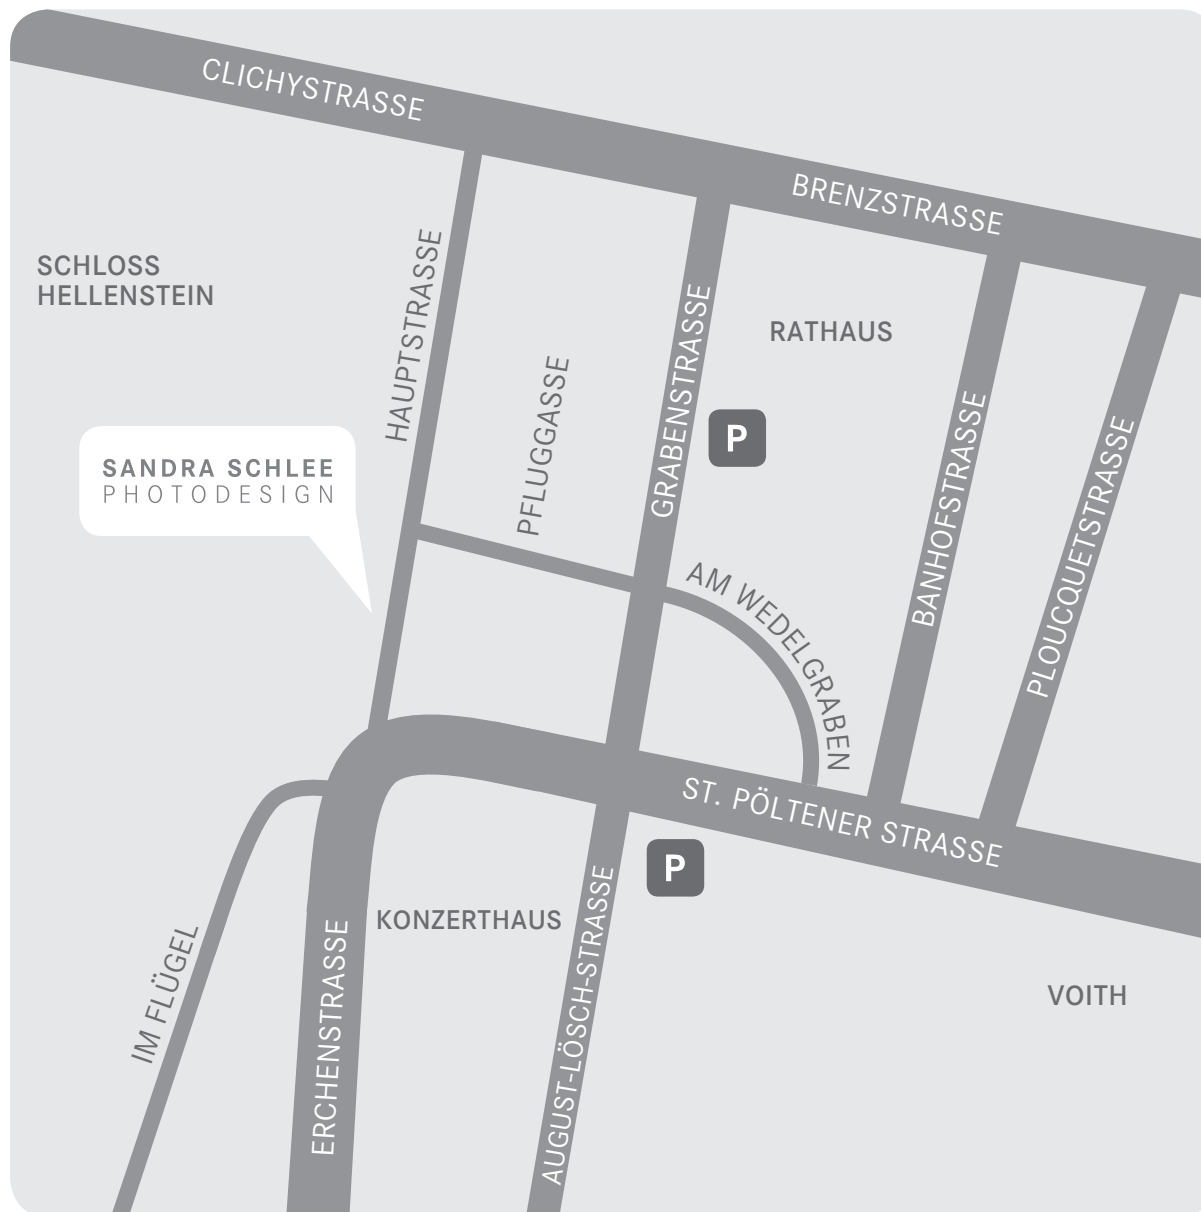 CLICHYSTRASSE
BRENZSTRASSE
SCHLOSS
HELLENSTEIN
HAUPTSTRASSE
PFLUGGASSE
GRABENSTRASSE
RATHAUS
P
BANHOFSTRASSE
PLOUCQUETSTRASSE
SANDRA SCHLEE
PHOTODESIGN
AM WEDELGRABEN
ST. PÖLTENER STRASSE
P
KONZERTHAUS
IM FLÜGEL
ERCHENSTRASSE
AUGUST-LÖSCH-STRASSE
VOITH